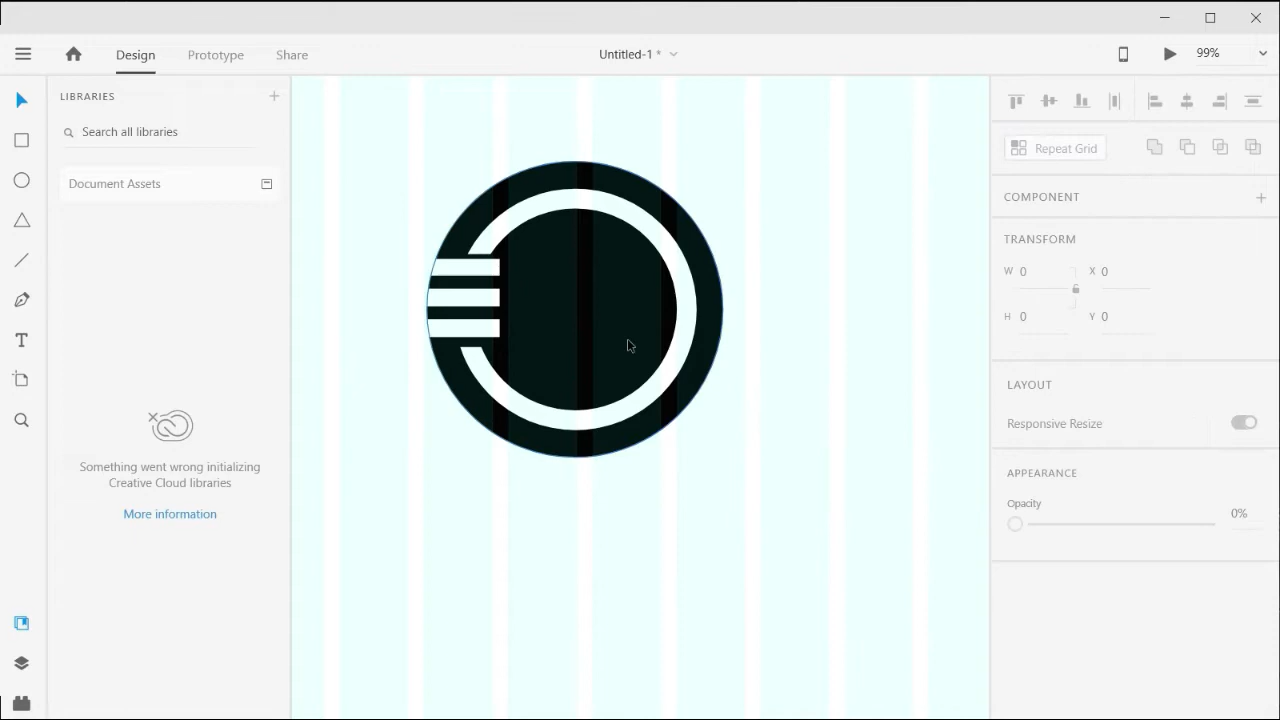 Design
Prototype
Share
Untitled-1 *
99%
LIBRARIES
Search all libraries
Document Assets
Something went wrong initializing
Creative Cloud libraries
More information
Repeat Grid
COMPONENT
TRANSFORM
W 0 X 0
H 0 Y 0
LAYOUT
Responsive Resize
APPEARANCE
Opacity
0%